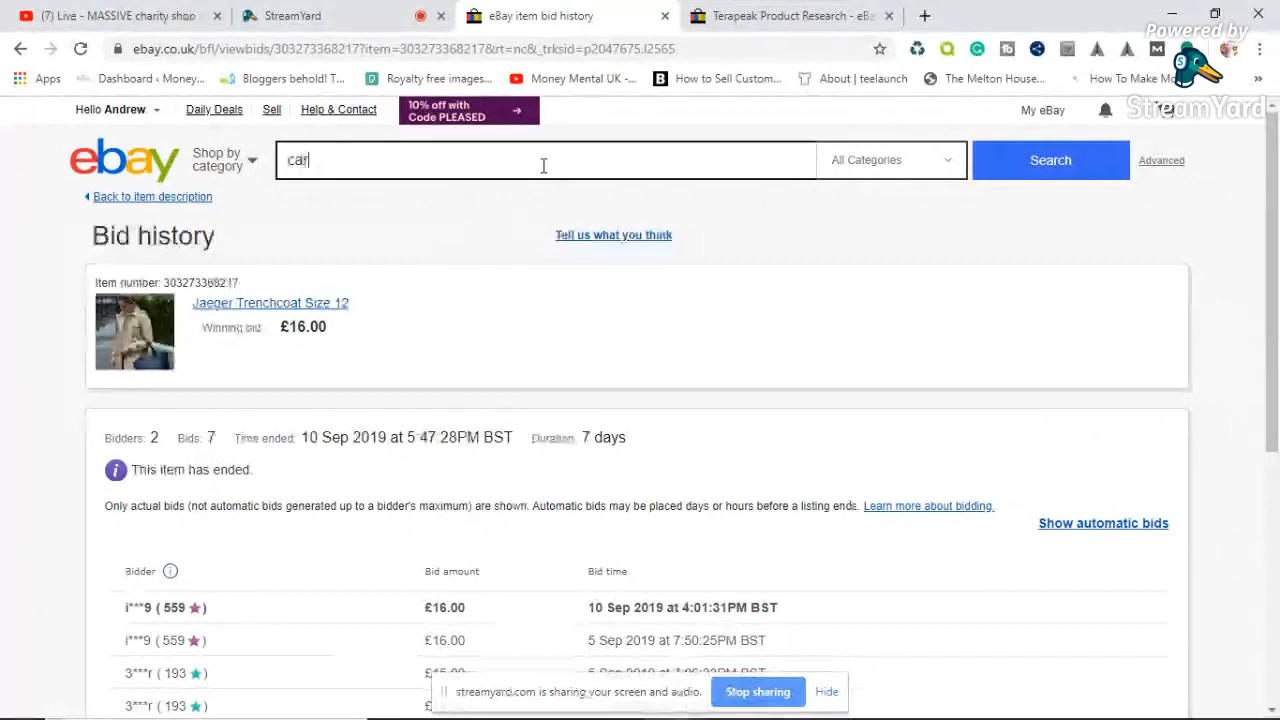 (7) Live - MASSIVE charity shop
StreamYard
eBay item bid history
Terapeak Product Research - eB
ebay.co.uk/bfl/viewbids/303273368217?item=303273368217&rt=nc&_trksid=p2047675.l2565
Powered by
StreamYard
Apps
Dashboard ‹ Money...
Bloggers behold! T...
Royalty free images...
Money Mental UK -...
How to Sell Custom...
About | teelaunch
The Melton House...
How To Make Mo
Hello Andrew.
Daily Deals
Sell
Help & Contact
10% off with
Code PLEASED
My eBay
ebay
Shop by
category
car
All Categories
Search
Advanced
Back to item description
Bid history
Tell us what you think
Item number: 303273368217
Jaeger Trenchcoat Size 12
Winning bid: £16.00
Bidders: 2 Bids: 7 Time ended: 10 Sep 2019 at 5:47:28PM BST Duration: 7 days
This item has ended.
Only actual bids (not automatic bids generated up to a bidder's maximum) are shown. Automatic bids may be placed days or hours before a listing ends. Learn more about bidding.
Show automatic bids
Bidder Bid amount Bid time
i***9 ( 559 ) £16.00 10 Sep 2019 at 4:01:31PM BST
i***9 ( 559 ) £16.00 5 Sep 2019 at 7:50:25PM BST
3***r ( 193 )
3***r ( 193 )
streamyard.com is sharing your screen and audio.
Stop sharing
Hide